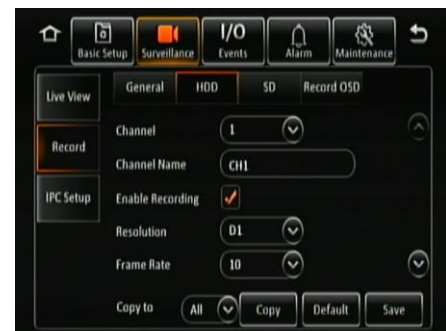 Basic Setup Surveillance I/O Events Alarm Maintenance
Live View
Record
IPC Setup
General HDD SD Record OSD
Channel 1
Channel Name CH1
Enable Recording
Resolution D1
Frame Rate 10
Copy to All Copy Default Save